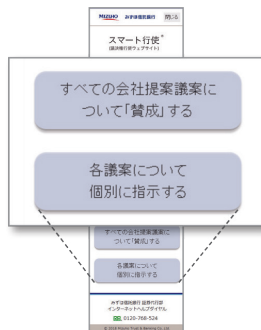 MIZUHO みずほ信託銀行 閉じる
スマート行使*
(議決権行使ウェブサイト)
すべての会社提案議案に
ついて「賛成」する
各議案について
個別に指示する
すべての会社提案議案に
ついて「賛成」する
各議案について
個別に指示する
みずほ信託銀行 証券代行部
インターネットヘルプダイヤル
0120-768-524
© 2018 Mizuho Trust & Banking Co., Ltd.